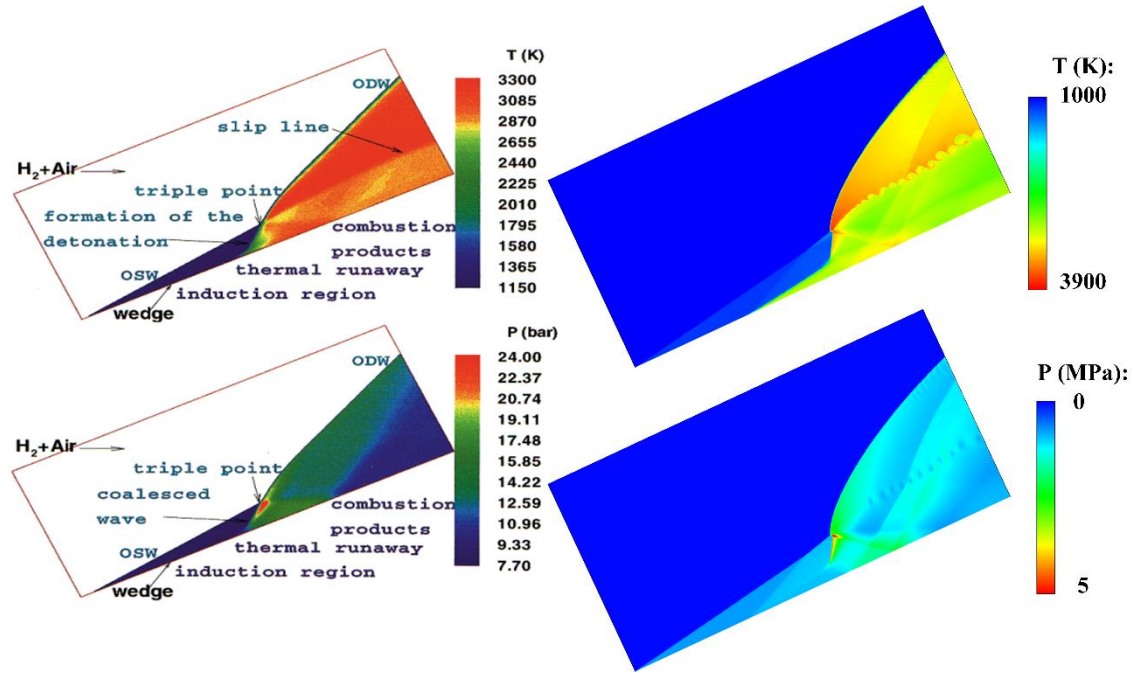 T (K)
3300
3085
2870
2655
2440
2225
2010
1795
1580
1365
1150
ODW
slip line
H2+Air
triple point
formation of the
detonation
combustion
products
OSW
thermal runaway
induction region
wedge
T (K):
1000
3900
P (bar)
24.00
22.37
20.74
19.11
17.48
15.85
14.22
12.59
10.96
9.33
7.70
ODW
H2+Air
triple point
coalesced
wave
combustion
products
OSW
thermal runaway
induction region
wedge
P (MPa):
0
5